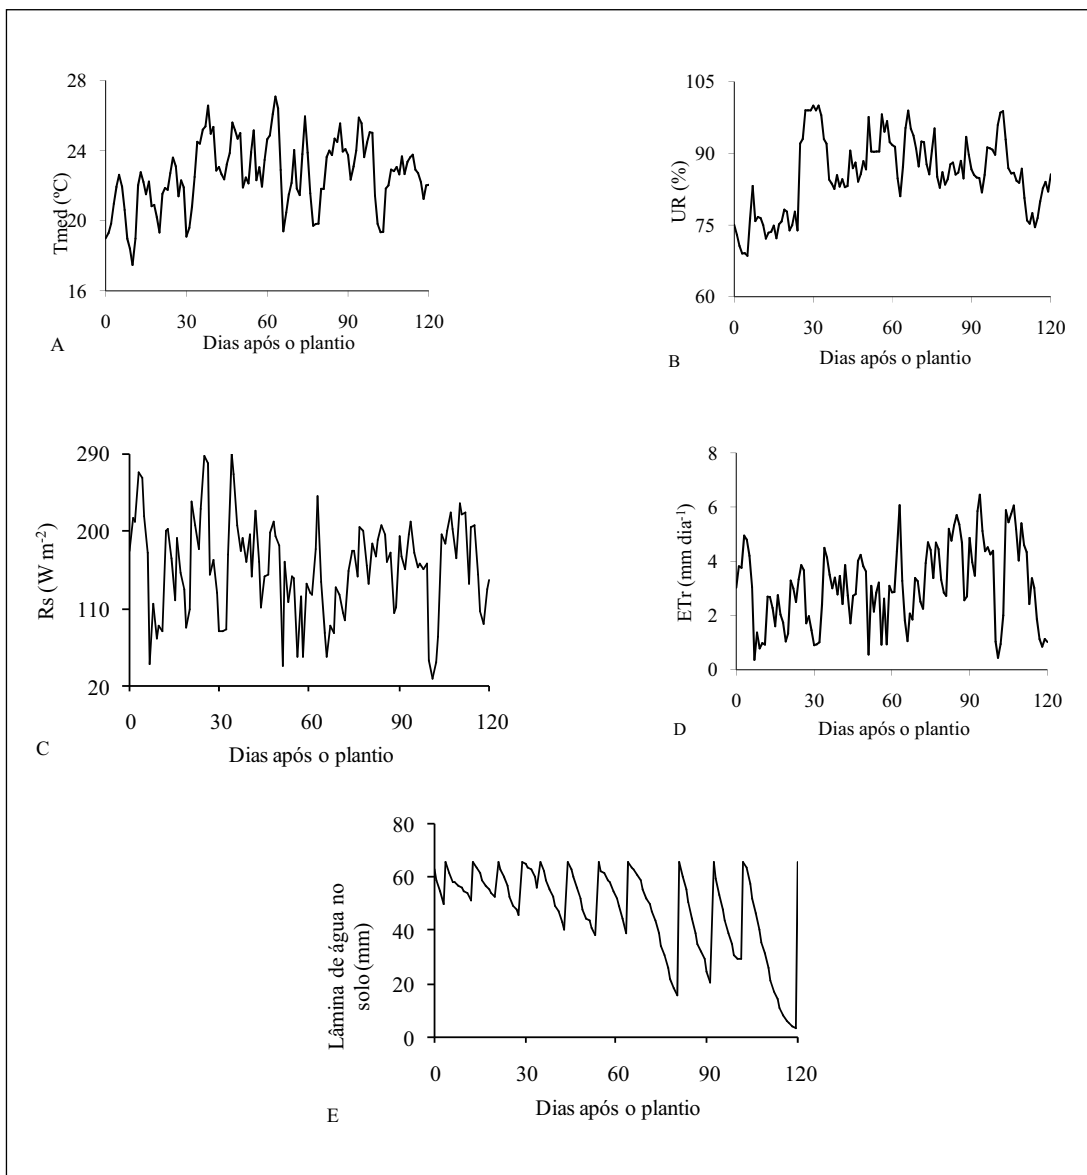 28
24
20
16
Tmed (ºC)
0 30 60 90 120
Dias após o plantio
A
105
90
75
60
UR (%)
0 30 60 90 120
Dias após o plantio
B
290
200
110
20
Rs (W m-2)
0 30 60 90 120
Dias após o plantio
C
8
6
4
2
0
ETr (mm dia-1)
0 30 60 90 120
Dias após o plantio
D
80
60
40
20
0
Lâmina de água no
solo (mm)
0 30 60 90 120
Dias após o plantio
E